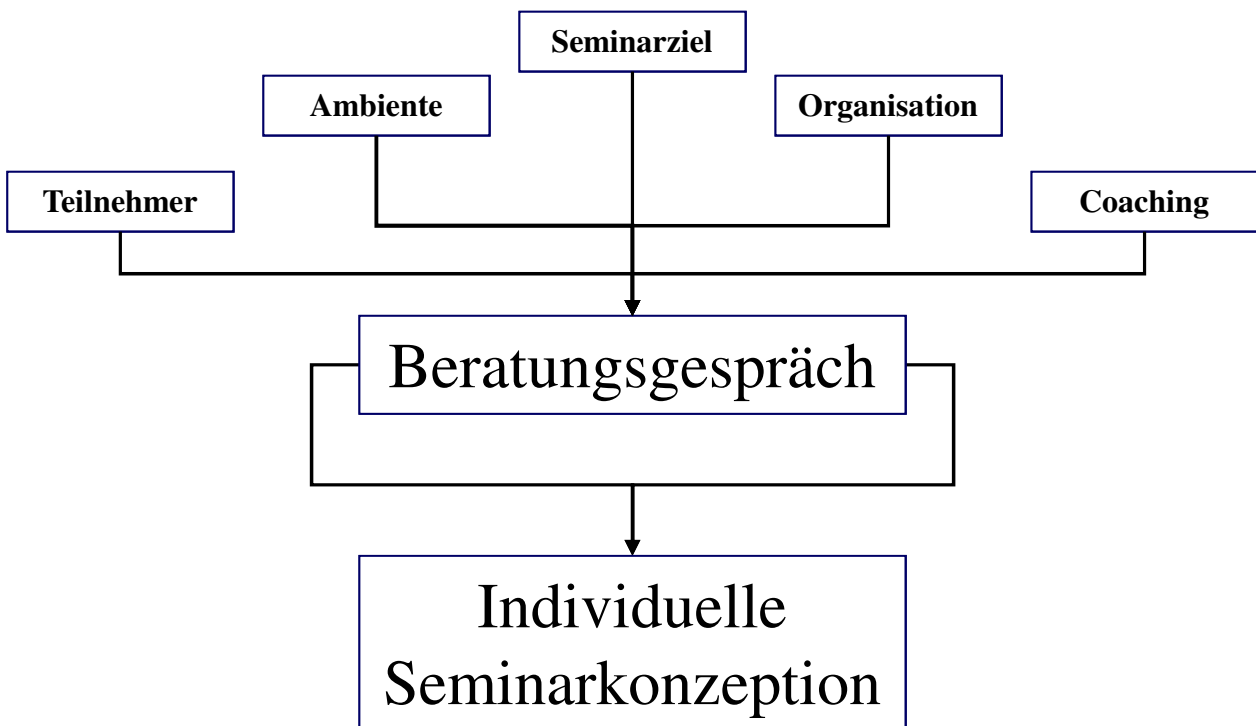 Seminarziel
Ambiente
Organisation
Teilnehmer
Coaching
Beratungsgespräch
Individuelle
Seminarkonzeption